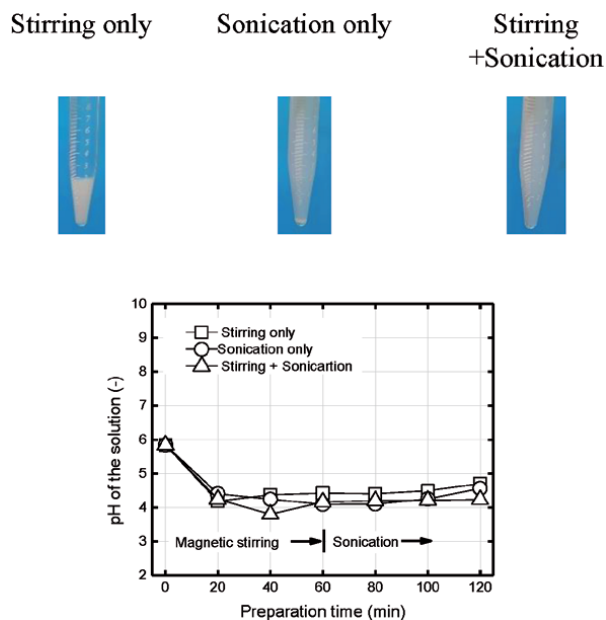 Stirring only
Sonication only
Stirring
+Sonication
10
9
8
7
6
5
4
3
2
pH of the solution (-)
Stirring only
Sonication only
Stirring + Sonicartion
Magnetic stirring
Sonication
0
20
40
60
80
100
120
Preparation time (min)